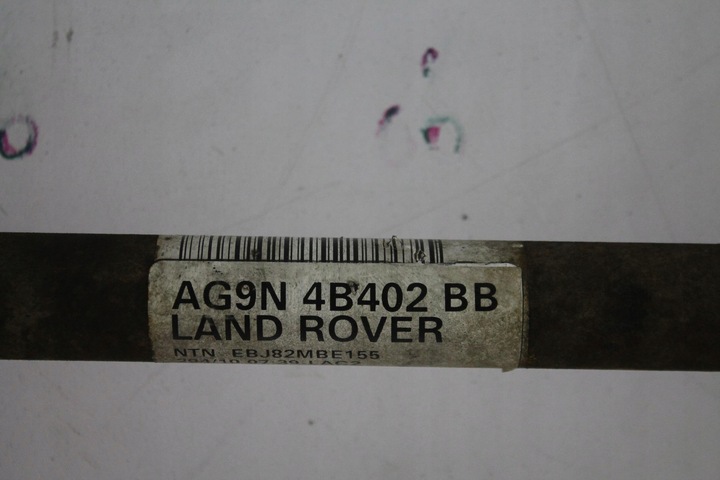 AG9N 4B402 BB
LAND ROVER
NTN EBJ82MBE155